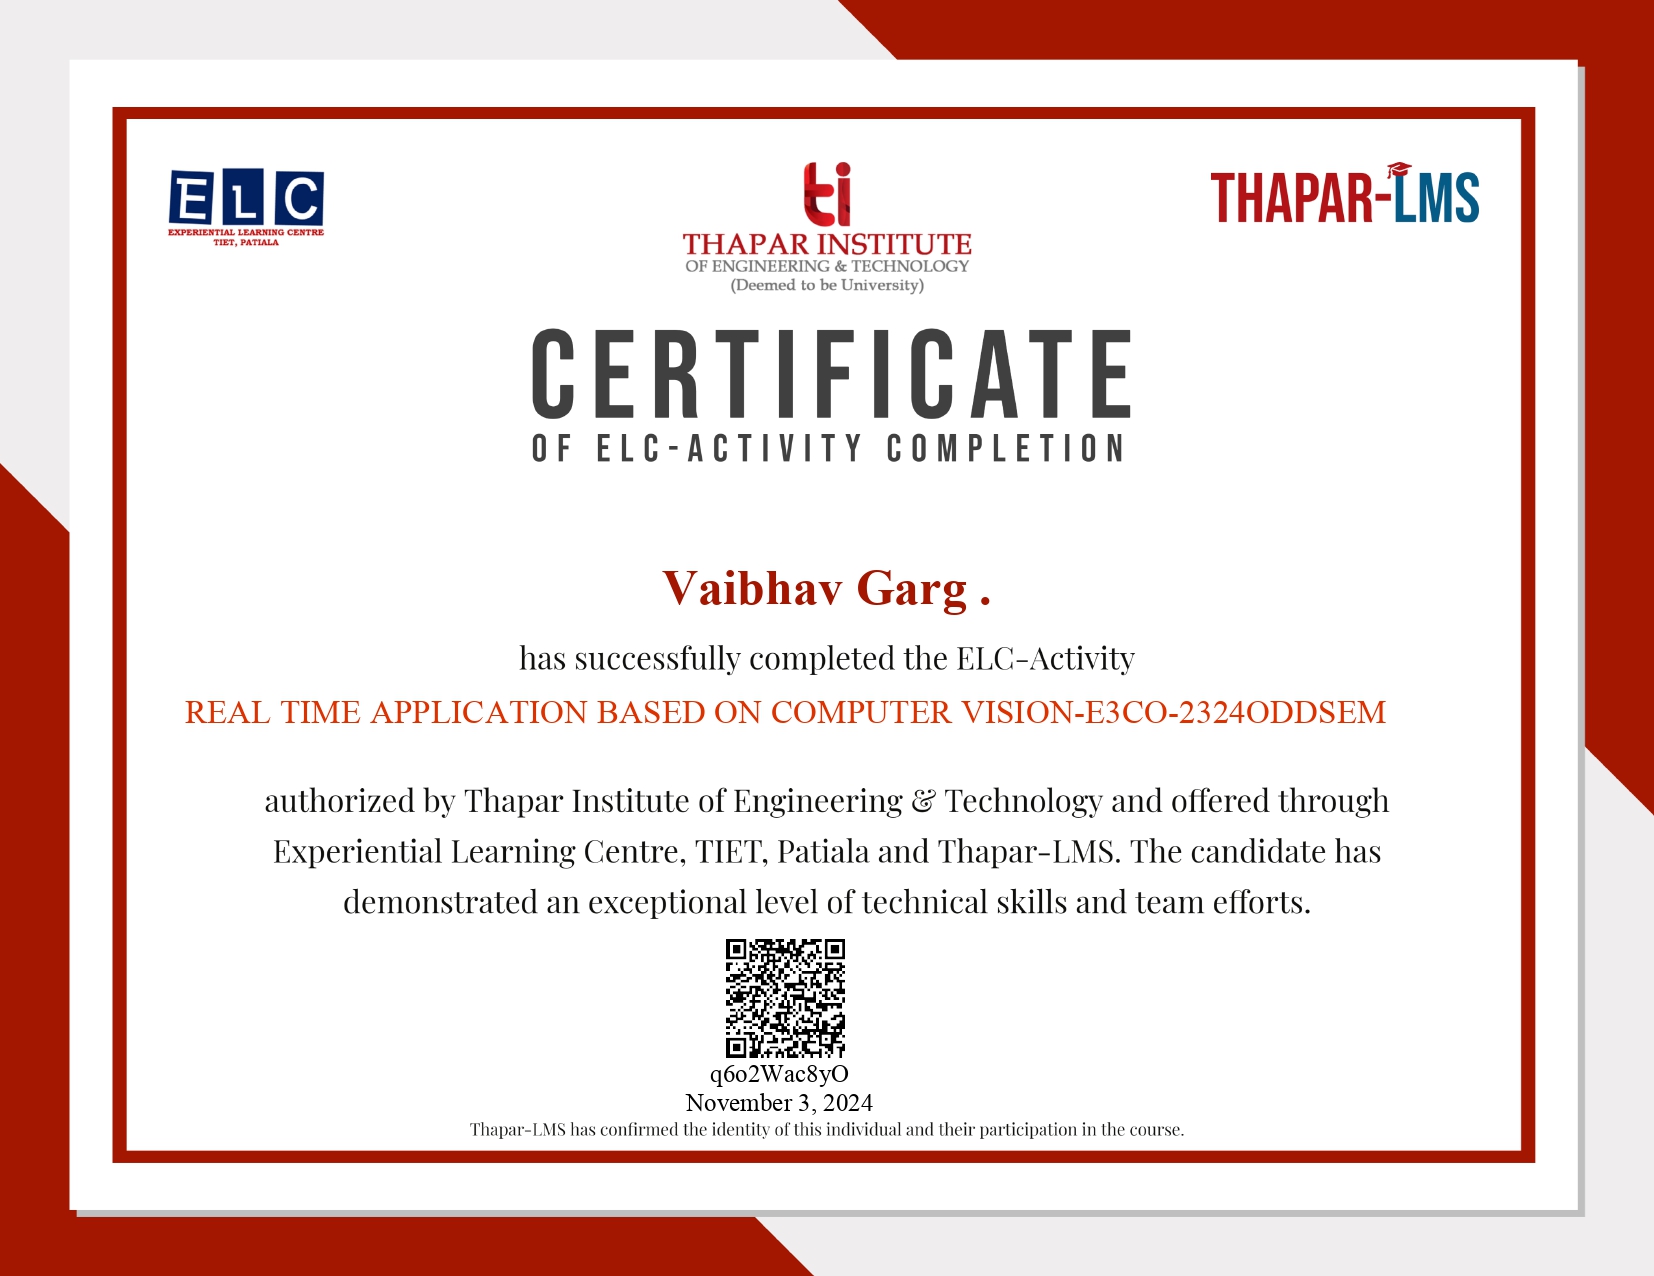 ELC
EXPERIENTIAL LEARNING CENTRE
TIET, PATIALA
ti
THAPAR INSTITUTE
OF ENGINEERING & TECHNOLOGY
(Deemed to be University)
THAPAR-LMS
CERTIFICATE
OF ELC-ACTIVITY COMPLETION
Vaibhav Garg .
has successfully completed the ELC-Activity
REAL TIME APPLICATION BASED ON COMPUTER VISION-E3CO-2324ODDSEM
authorized by Thapar Institute of Engineering & Technology and offered through
Experiential Learning Centre, TIET, Patiala and Thapar-LMS. The candidate has
demonstrated an exceptional level of technical skills and team efforts.
q6o2Wac8yO
November 3, 2024
Thapar-LMS has confirmed the identity of this individual and their participation in the course.